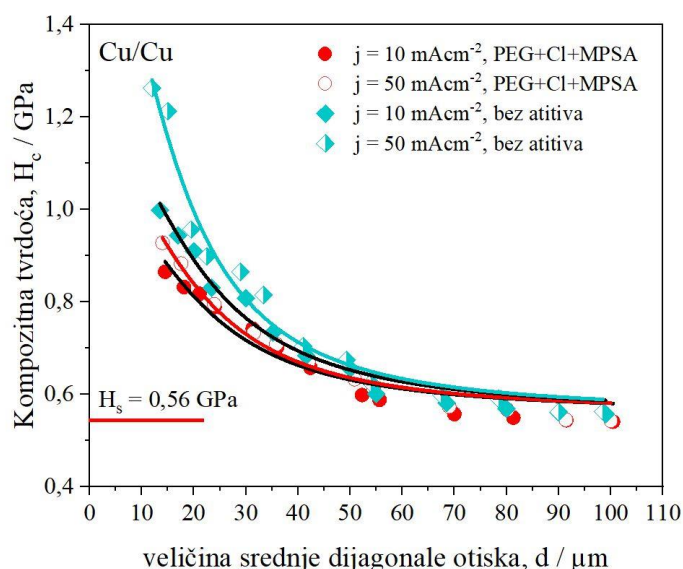 1,4
1,2
1,0
0,8
0,6
0,4
Kompozitna tvrdoća, H_c / GPa
Cu/Cu
j = 10 mAcm⁻², PEG+Cl+MPSA
j = 50 mAcm⁻², PEG+Cl+MPSA
j = 10 mAcm⁻², bez atitiva
j = 50 mAcm⁻², bez atitiva
H_s = 0,56 GPa
0 10 20 30 40 50 60 70 80 90 100 110
veličina srednje dijagonale otiska, d / µm